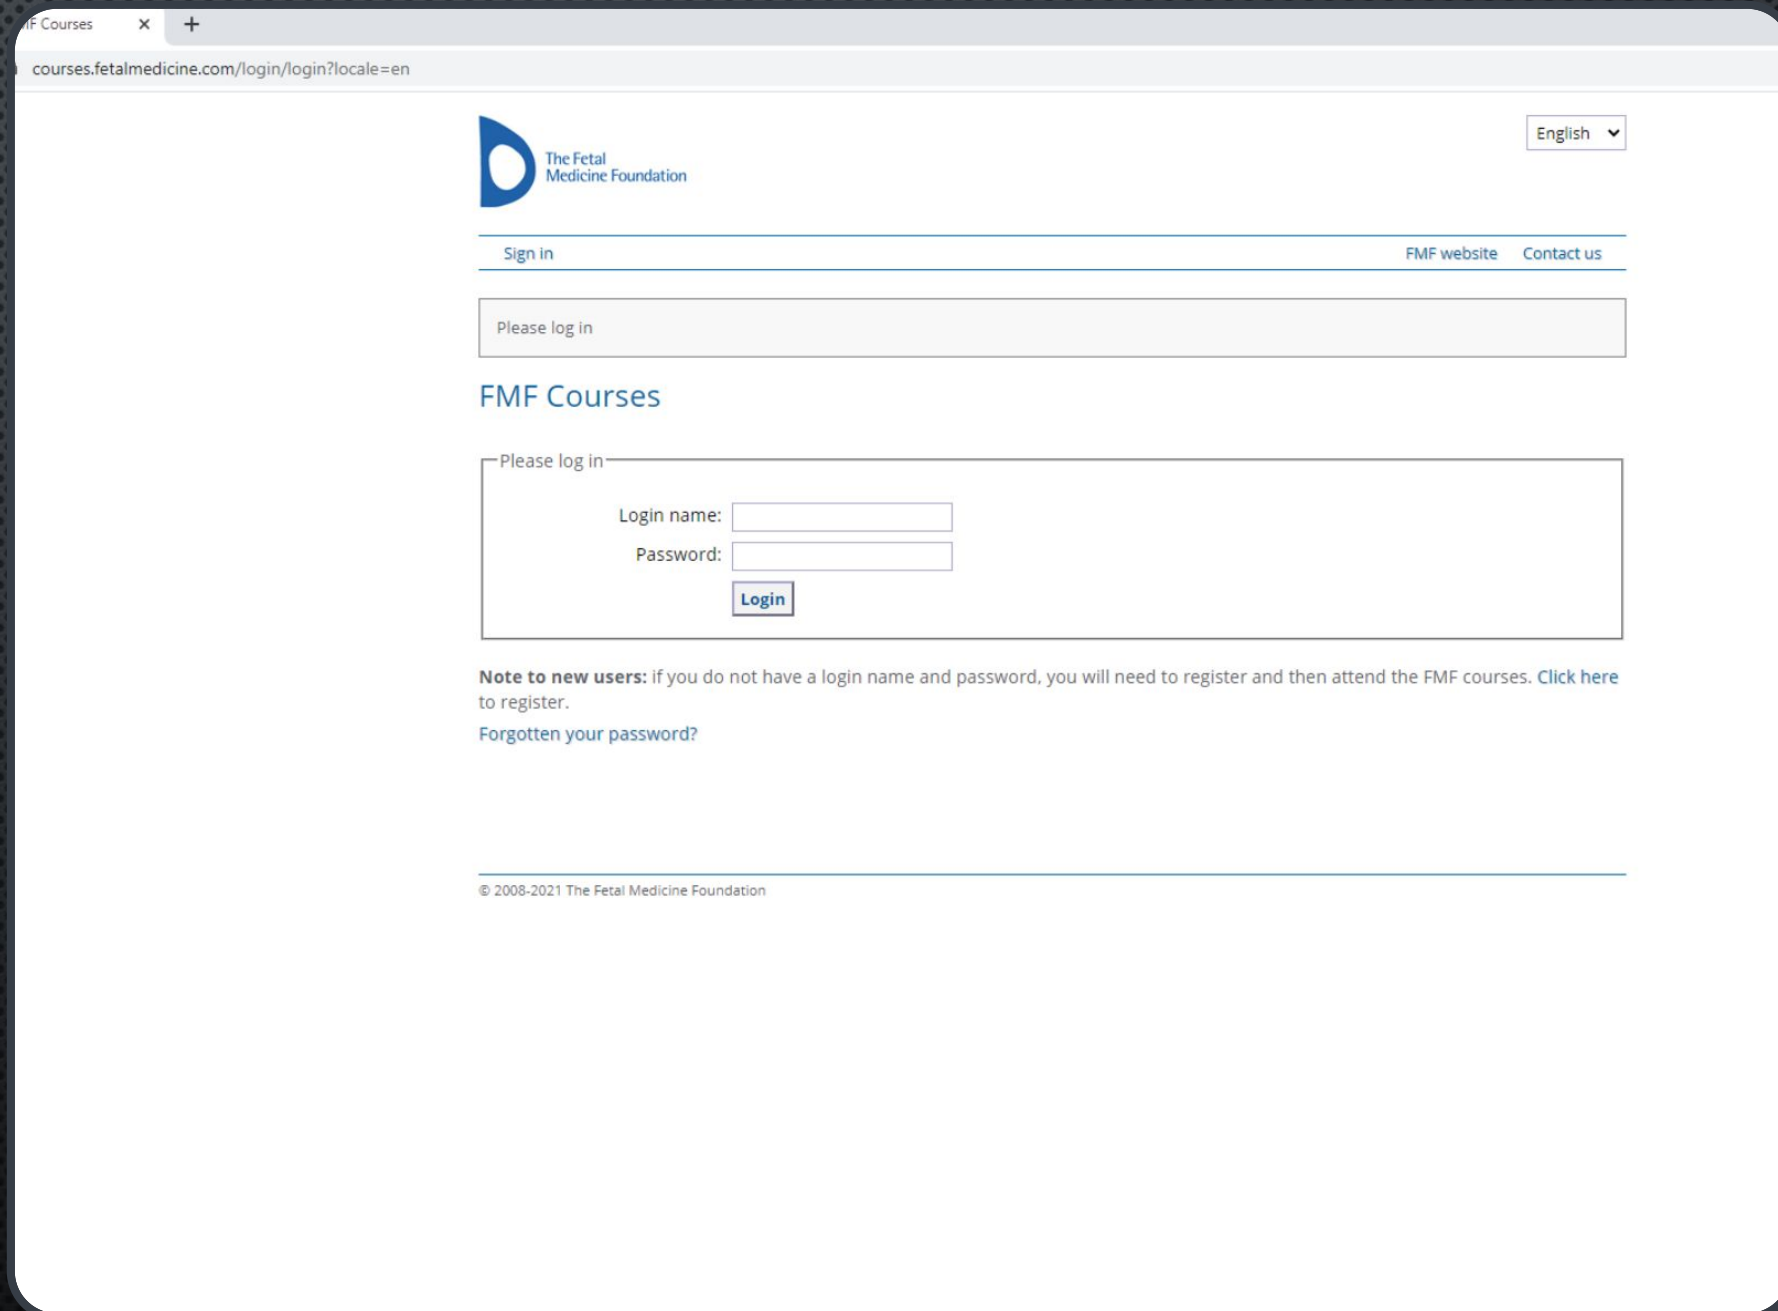 Courses × +
courses.fetalmedicine.com/login/login?locale=en
English
The Fetal
Medicine Foundation
Sign in FMF website Contact us
Please log in
FMF Courses
Please log in
Login name:
Password:
Login
Note to new users: if you do not have a login name and password, you will need to register and then attend the FMF courses. Click here
to register.
Forgotten your password?
© 2008-2021 The Fetal Medicine Foundation